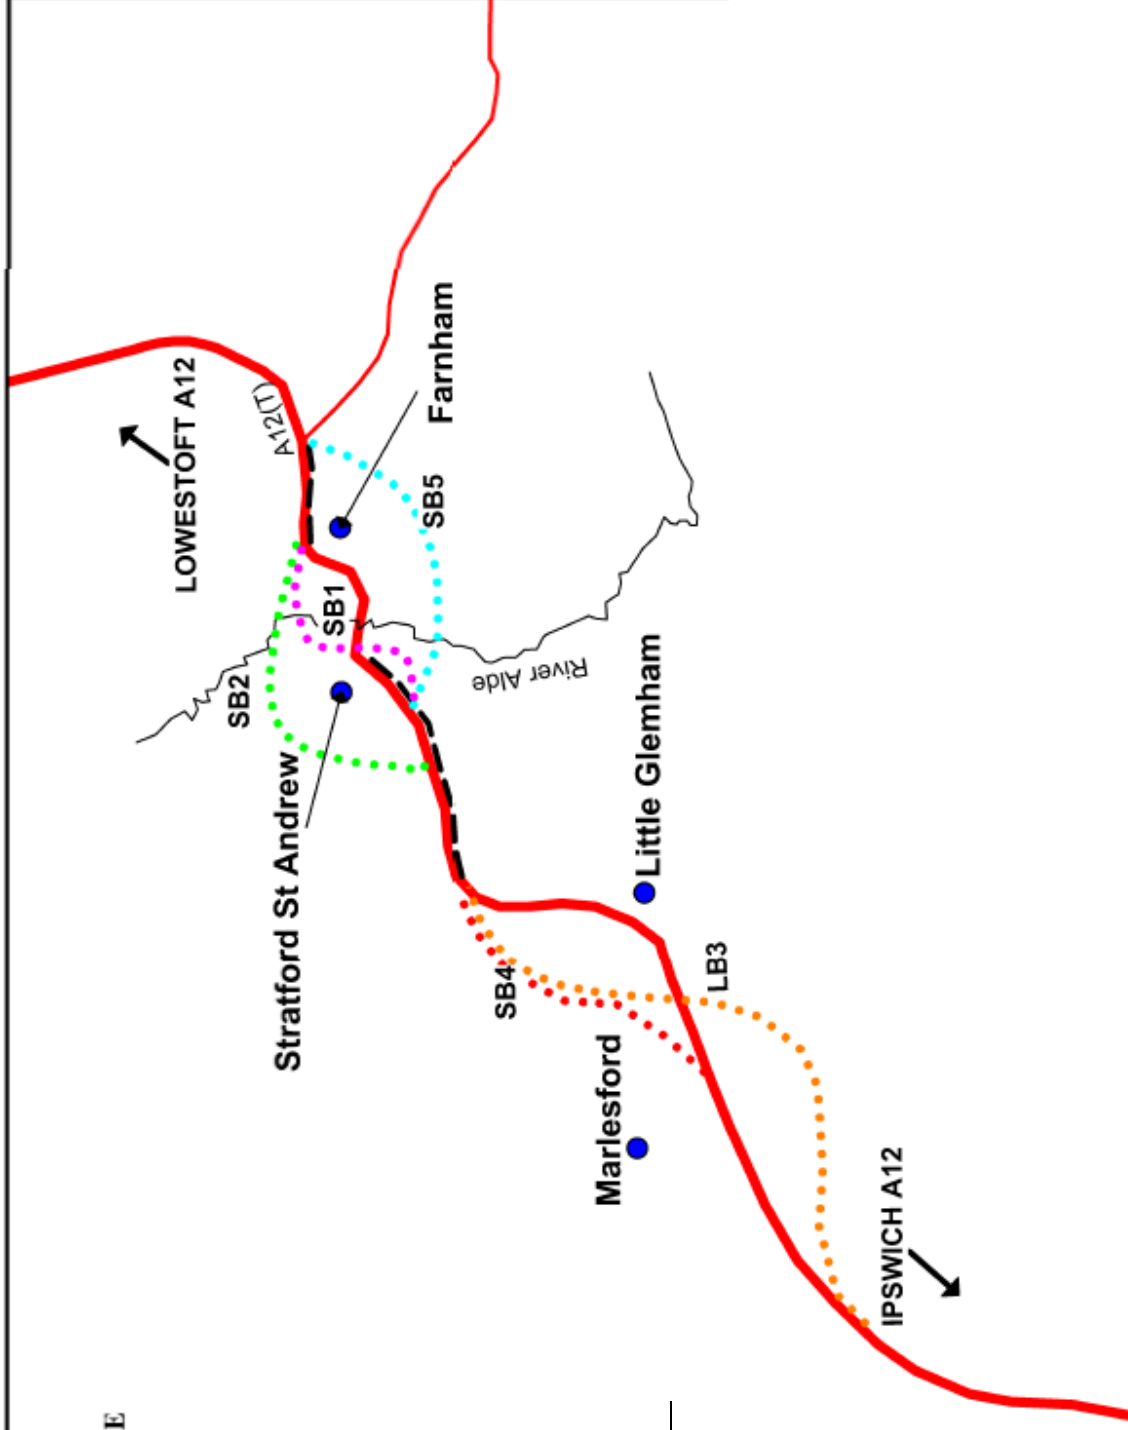 LOWESTOFT A12
A12(T)
Farnham
SB5
SB1
SB2
River Alde
Stratford St Andrew
Little Glemham
SB4
LB3
Marlesford
IPSWICH A12
E